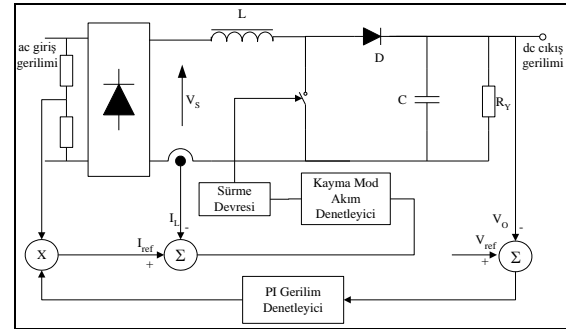 L
ac giriş
gerilimi
D
dc cıkış
gerilimi
V_S
C
R_Y
Sürme
Devresi
Kayma Mod
Akım
Denetleyici
I_L
-
V_O
-
X
I_ref
+
Σ
V_ref
+
Σ
PI Gerilim
Denetleyici